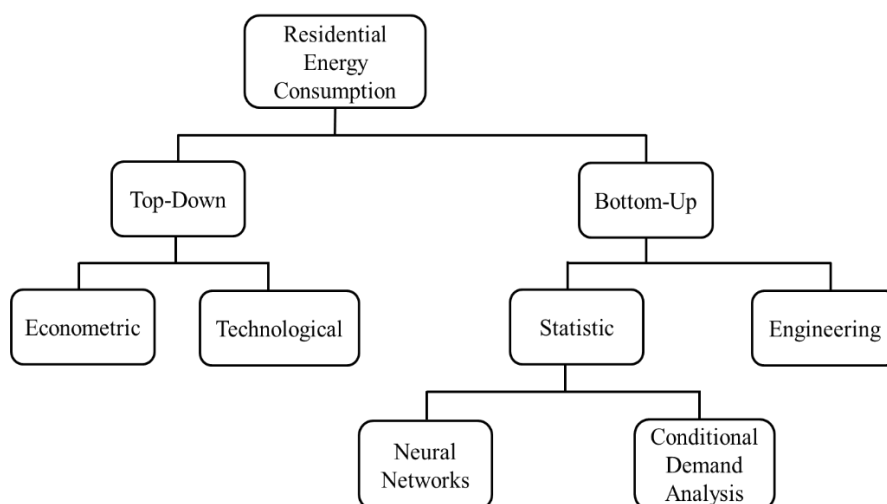 Residential
Energy
Consumption
Top-Down
Bottom-Up
Econometric
Technological
Statistic
Engineering
Neural
Networks
Conditional
Demand
Analysis